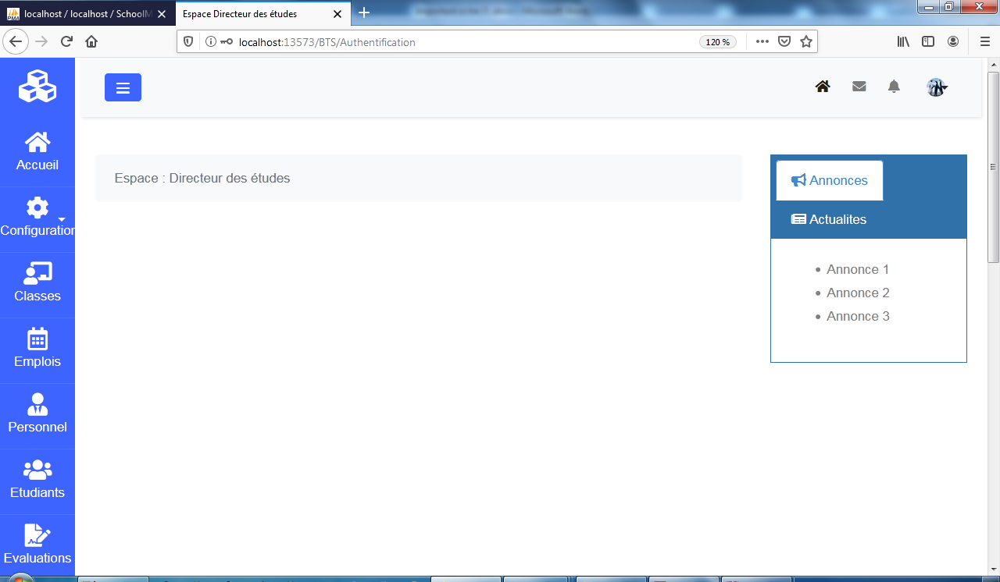 localhost / localhost / SchoolM
Espace Directeur des études
localhost:13573/BTS/Authentification
120 %
Accueil
Configuration
Classes
Emplois
Personnel
Etudiants
Evaluations
Espace : Directeur des études
Annonces
Actualites
Annonce 1
Annonce 2
Annonce 3